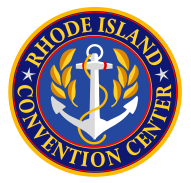 RHODE ISLAND
CONVENTION CENTER